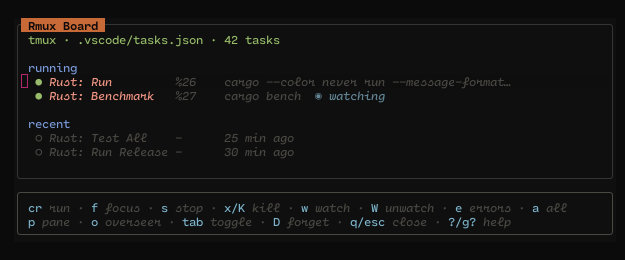 Rmux Board
tmux · .vscode/tasks.json · 42 tasks
running
● Rust: Run %26 cargo --color never run --message-format…
● Rust: Benchmark %27 cargo bench ◉ watching
recent
○ Rust: Test All – 25 min ago
○ Rust: Run Release – 30 min ago
cr run · f focus · s stop · x/K kill · w watch · W unwatch · e errors · a all
p pane · o overseer · tab toggle · D forget · q/esc close · ?/g? help